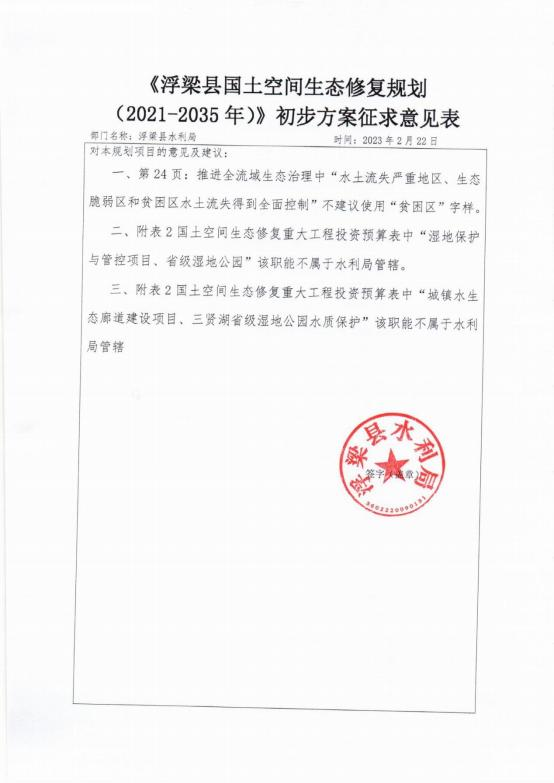 《浮梁县国土空间生态修复规划
（2021-2035年）》初步方案征求意见表
部门名称：浮梁县水利局 时间：2023年2月22日
对本规划项目的意见及建议：
一、第24页：推进全流域生态治理中“水土流失严重地区、生态
脆弱区和贫困区水土流失得到全面控制”不建议使用“贫困区”字样。
二、附表2国土空间生态修复重大工程投资预算表中“湿地保护
与管控项目、省级湿地公园”该职能不属于水利局管辖。
三、附表2国土空间生态修复重大工程投资预算表中“城镇水生
态廊道建设项目、三贤湖省级湿地公园水质保护”该职能不属于水利
局管辖
浮梁县水利局
签字（盖章）
3602220090191